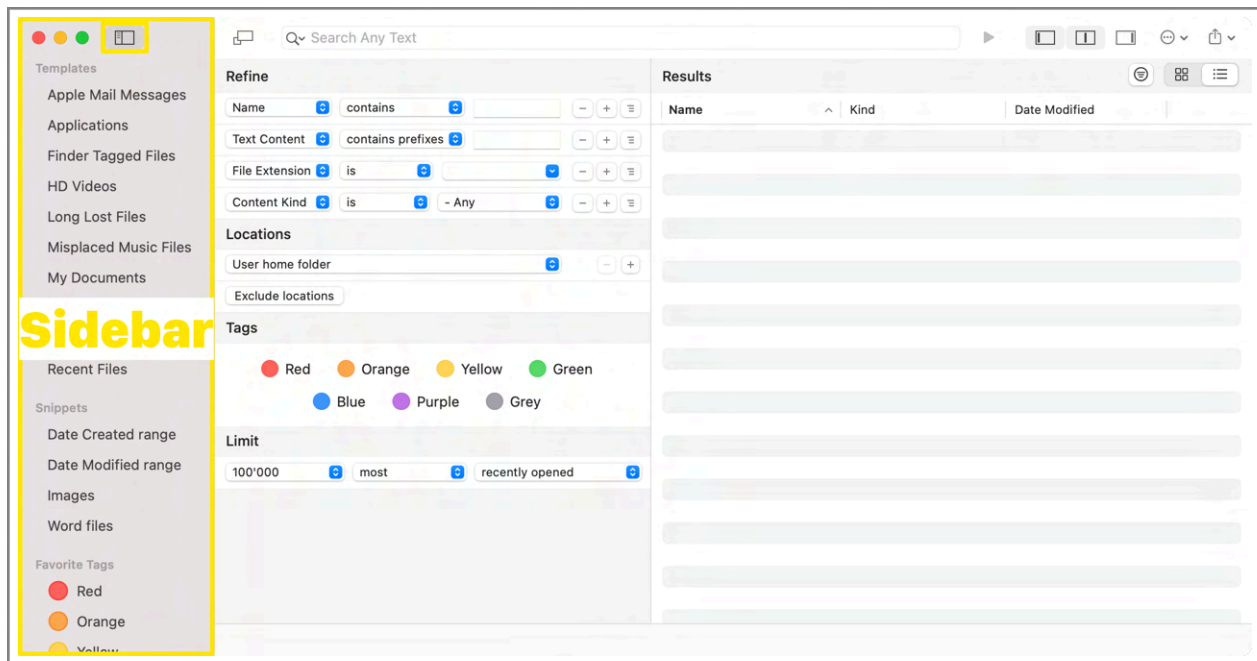 Search Any Text
Templates
Apple Mail Messages
Applications
Finder Tagged Files
HD Videos
Long Lost Files
Misplaced Music Files
My Documents
Sidebar
Recent Files
Snippets
Date Created range
Date Modified range
Images
Word files
Favorite Tags
Red
Orange
Yellow
Refine
Name contains
Text Content contains prefixes
File Extension is
Content Kind is - Any
Locations
User home folder
Exclude locations
Tags
Red Orange Yellow Green
Blue Purple Grey
Limit
100'000 most recently opened
Results
Name Kind Date Modified